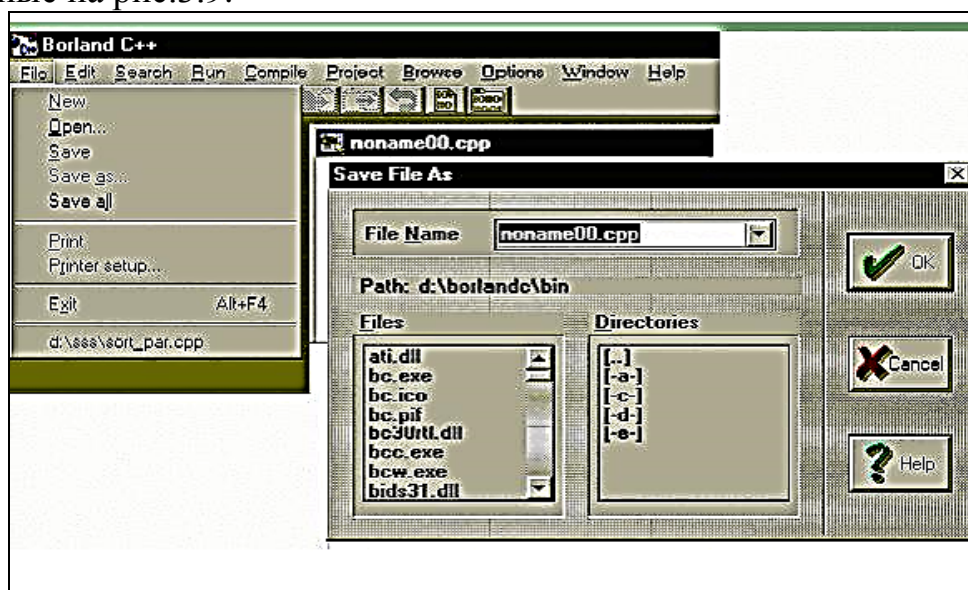 на рис.3.9.
Borland C++
File Edit Search Run Compile Project Browse Options Window Help
New
Open...
Save
Save as...
Save all
Print
Printer setup...
Exit Alt+F4
d:\sss\sort_par.cpp
noname00.cpp
Save File As
File Name noname00.cpp
Path: d:\borlandc\bin
Files
ati.dll
bc.exe
bc.ico
bc.pif
bc30rtl.dll
bcc.exe
bcw.exe
bids31.dll
Directories
[..]
[-a-]
[-c-]
[-d-]
[-e-]
OK
Cancel
Help